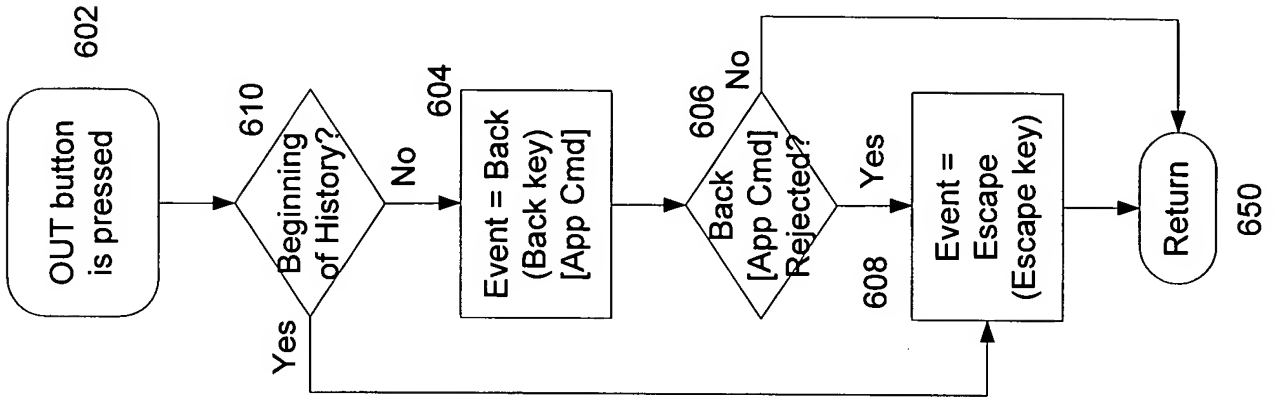 OUT button
is pressed
602
Beginning
of History?
610
Yes
No
Event = Back
(Back key)
[App Cmd]
604
Back
[App Cmd]
Rejected?
606
No
Yes
Event =
Escape
(Escape key)
608
Return
650